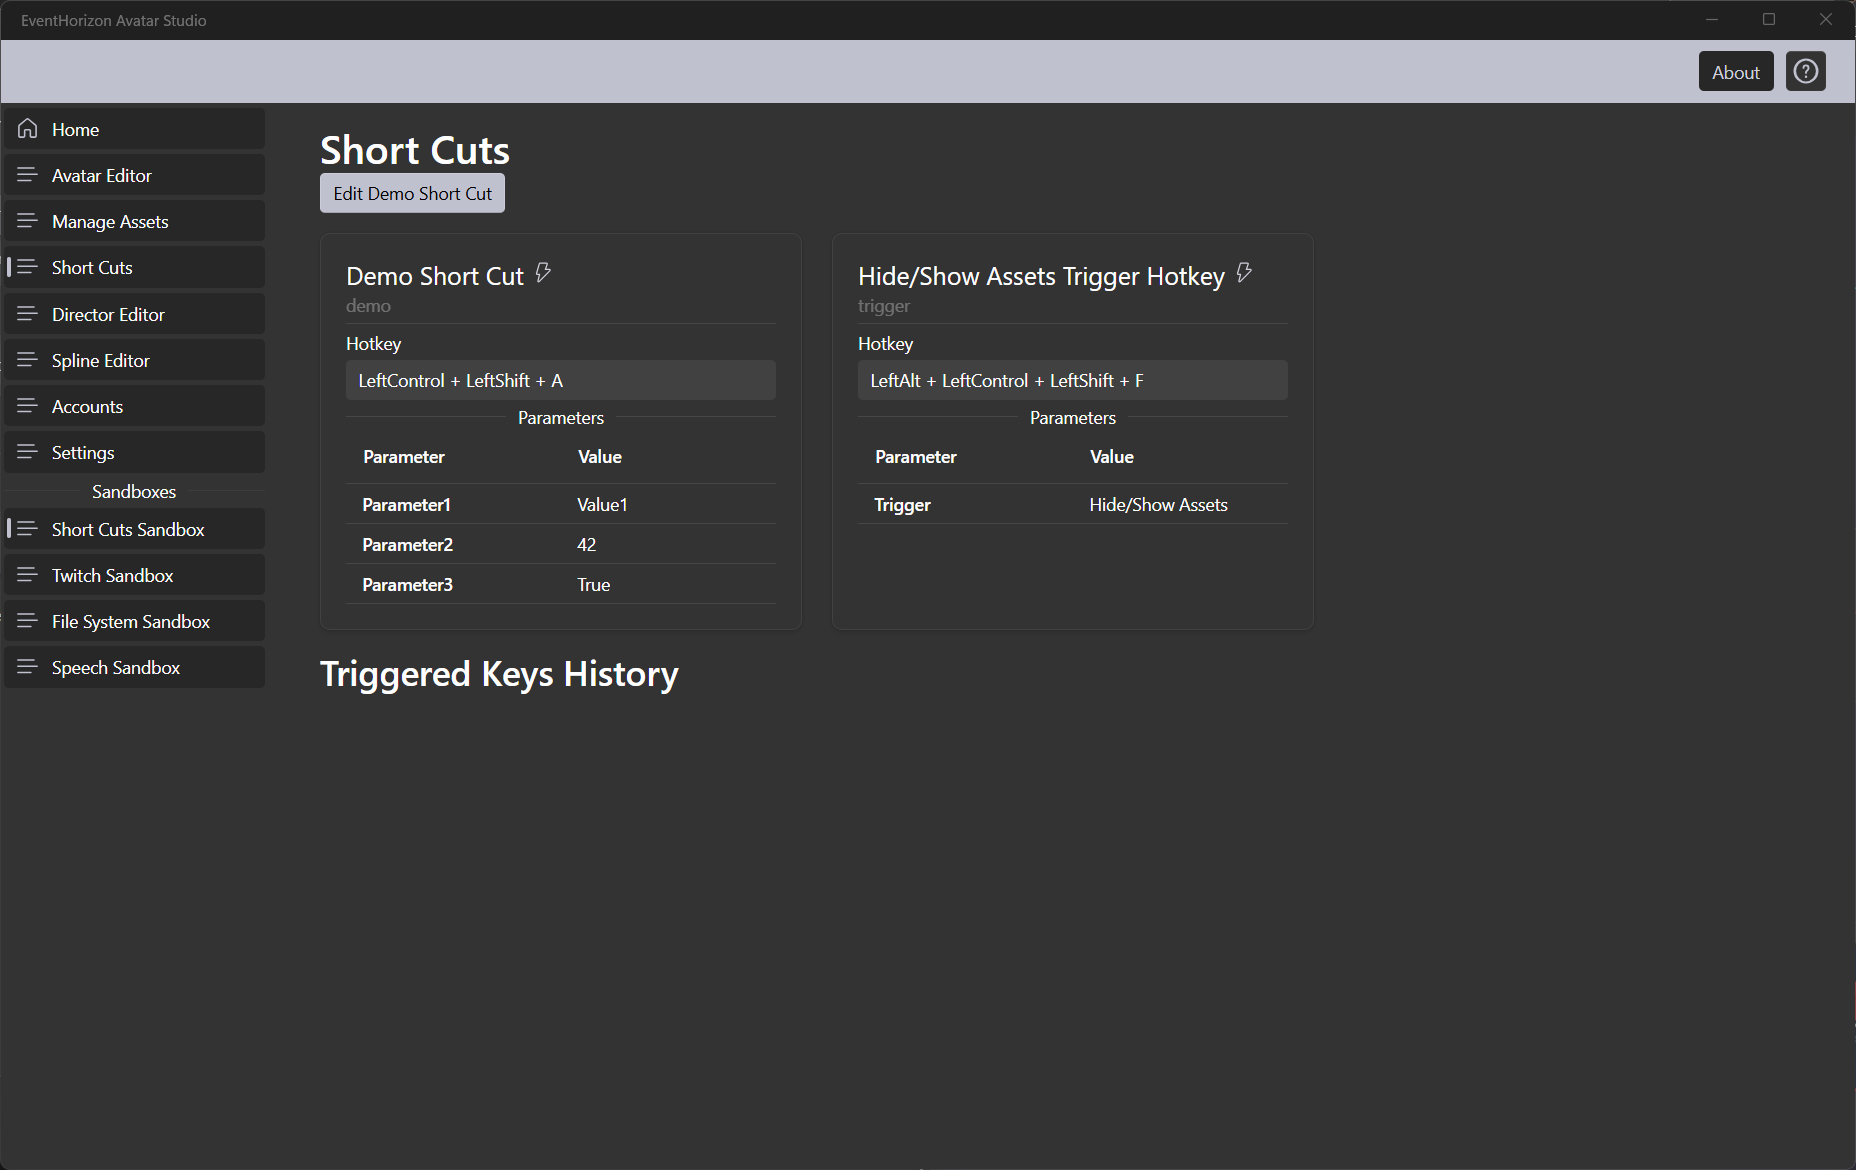 EventHorizon Avatar Studio
About
Home
Avatar Editor
Manage Assets
Short Cuts
Director Editor
Spline Editor
Accounts
Settings
Sandboxes
Short Cuts Sandbox
Twitch Sandbox
File System Sandbox
Speech Sandbox
Short Cuts
Edit Demo Short Cut
Demo Short Cut
demo
Hotkey
LeftControl + LeftShift + A
Parameters
Parameter Value
Parameter1 Value1
Parameter2 42
Parameter3 True
Hide/Show Assets Trigger Hotkey
trigger
Hotkey
LeftAlt + LeftControl + LeftShift + F
Parameters
Parameter Value
Trigger Hide/Show Assets
Triggered Keys History